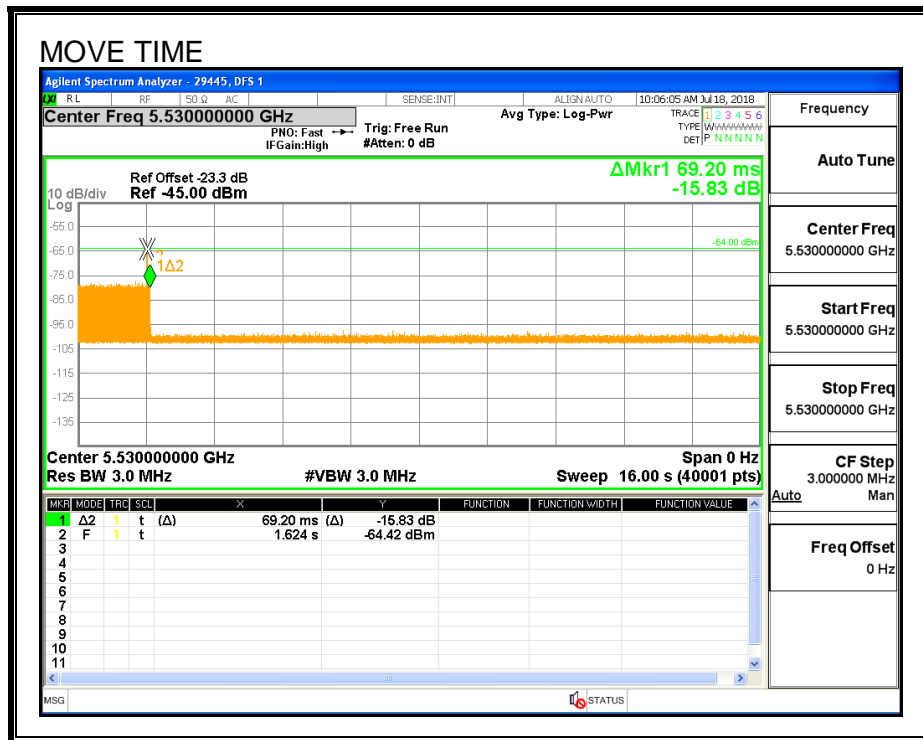 MOVE TIME
Agilent Spectrum Analyzer - 29445, DFS 1
LXI RL RF 50 Ω AC SENSE:INT ALIGN AUTO 10:06:05 AM Jul 18, 2018
Center Freq 5.530000000 GHz
PNO: Fast
IFGain:High
Trig: Free Run
#Atten: 0 dB
Avg Type: Log-Pwr
TRACE 1 2 3 4 5 6
TYPE WWWWWW
DET P N N N N N
Frequency
Auto Tune
Center Freq
5.530000000 GHz
Start Freq
5.530000000 GHz
Stop Freq
5.530000000 GHz
CF Step
3.000000 MHz
Auto Man
Freq Offset
0 Hz
ΔMkr1 69.20 ms
-15.83 dB
Ref Offset -23.3 dB
10 dB/div Ref -45.00 dBm
Log
-55.0
-65.0
-75.0
-85.0
-95.0
-105
-115
-125
-135
-64.00 dBm
1Δ2
Center 5.530000000 GHz Span 0 Hz
Res BW 3.0 MHz #VBW 3.0 MHz Sweep 16.00 s (40001 pts)
MKR MODE TRC SCL X Y FUNCTION FUNCTION WIDTH FUNCTION VALUE
1 Δ2 1 t (Δ) 69.20 ms (Δ) -15.83 dB
2 F 1 t 1.624 s -64.42 dBm
3
4
5
6
7
8
9
10
11
MSG STATUS